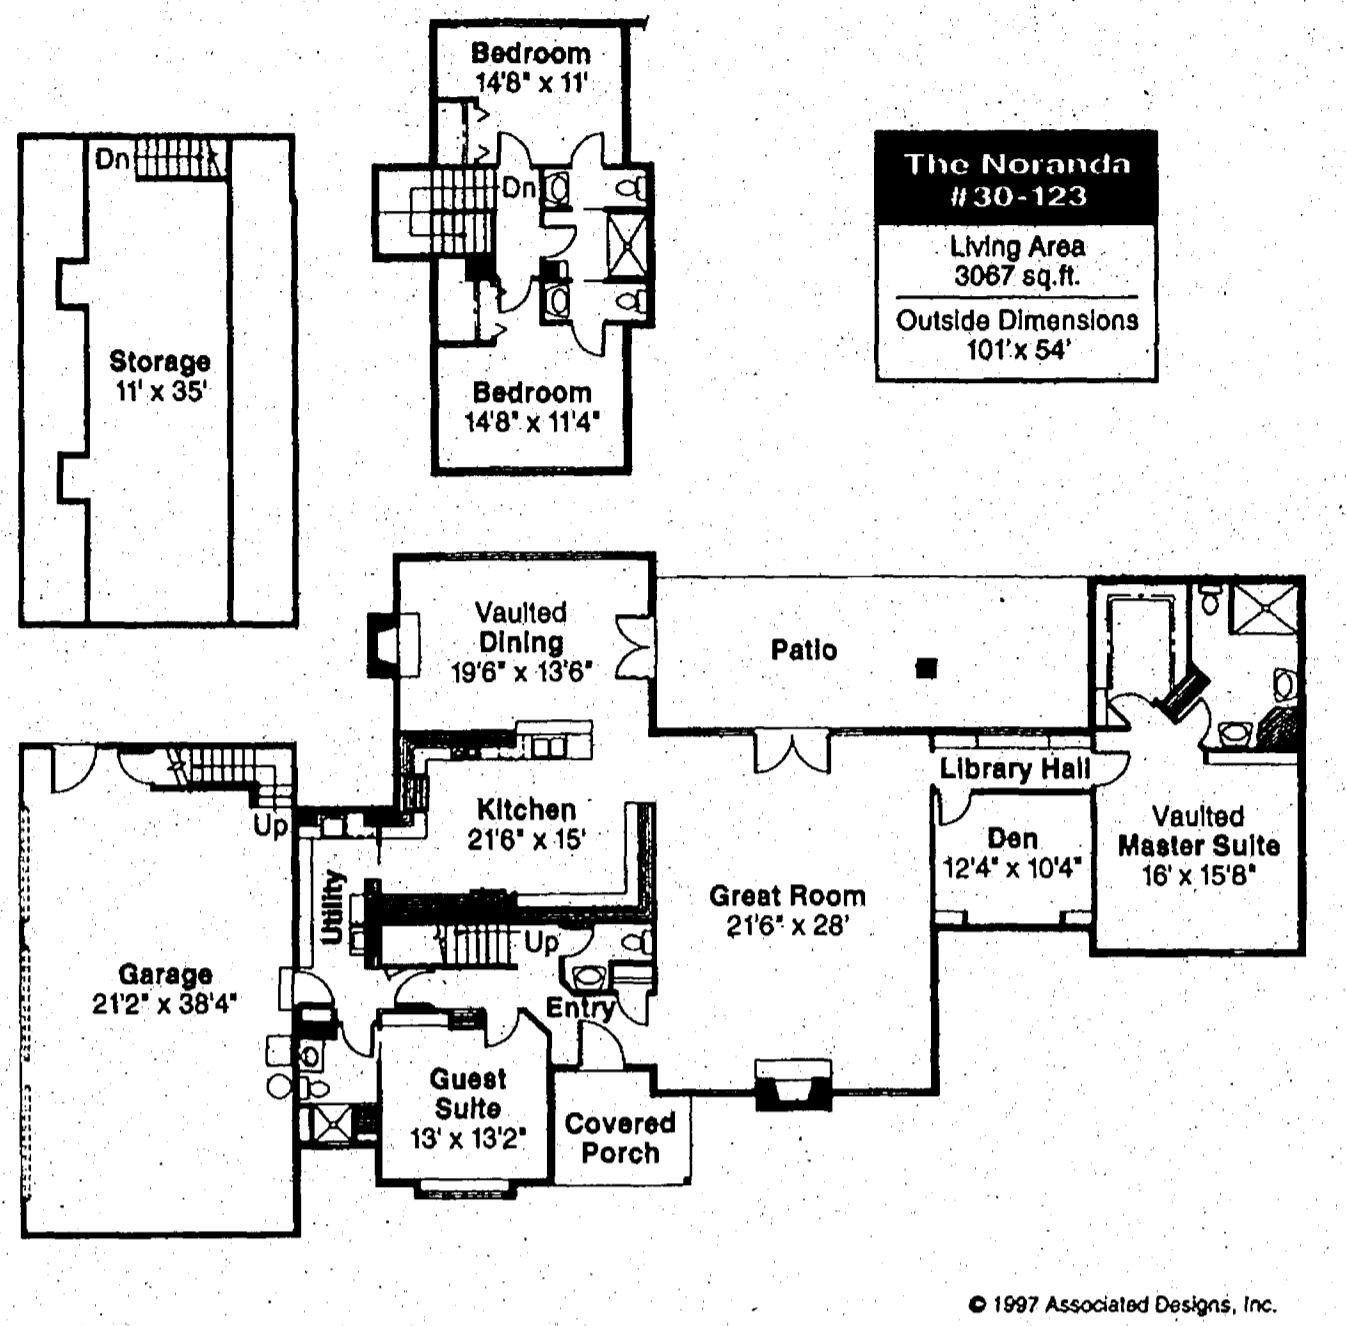 Bedroom
14'8" x 11'
Dn
Dn
The Noranda
#30-123
Living Area
3067 sq.ft.
Outside Dimensions
101' x 54'
Storage
11' x 35'
Bedroom
14'8" x 11'4"
Vaulted
Dining
19'6" x 13'6"
Patio
Library Hall
Kitchen
21'6" x 15'
Up
Den
12'4" x 10'4"
Vaulted
Master Suite
16' x 15'8"
Great Room
21'6" x 28'
Utility
Up
Garage
21'2" x 38'4"
Entry
Guest
Suite
13' x 13'2"
Covered
Porch
© 1997 Associated Designs, Inc.